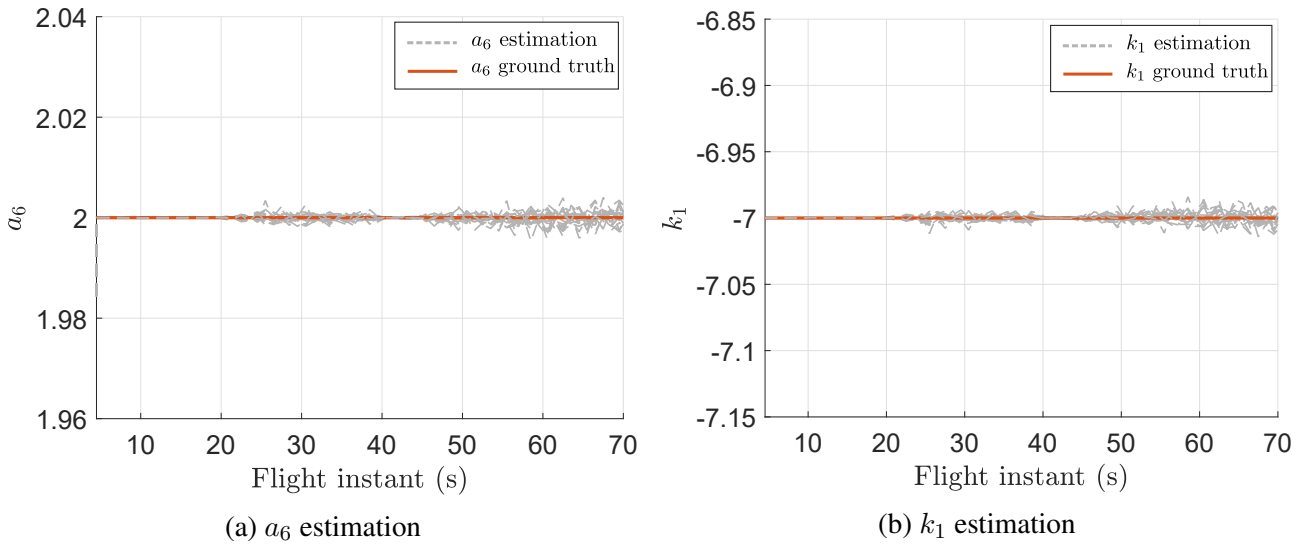 2.04
2.02
2
1.98
1.96
a6
a6 estimation
a6 ground truth
10 20 30 40 50 60 70
Flight instant (s)
(a) a6 estimation
-6.85
-6.9
-6.95
-7
-7.05
-7.1
-7.15
k1
k1 estimation
k1 ground truth
10 20 30 40 50 60 70
Flight instant (s)
(b) k1 estimation